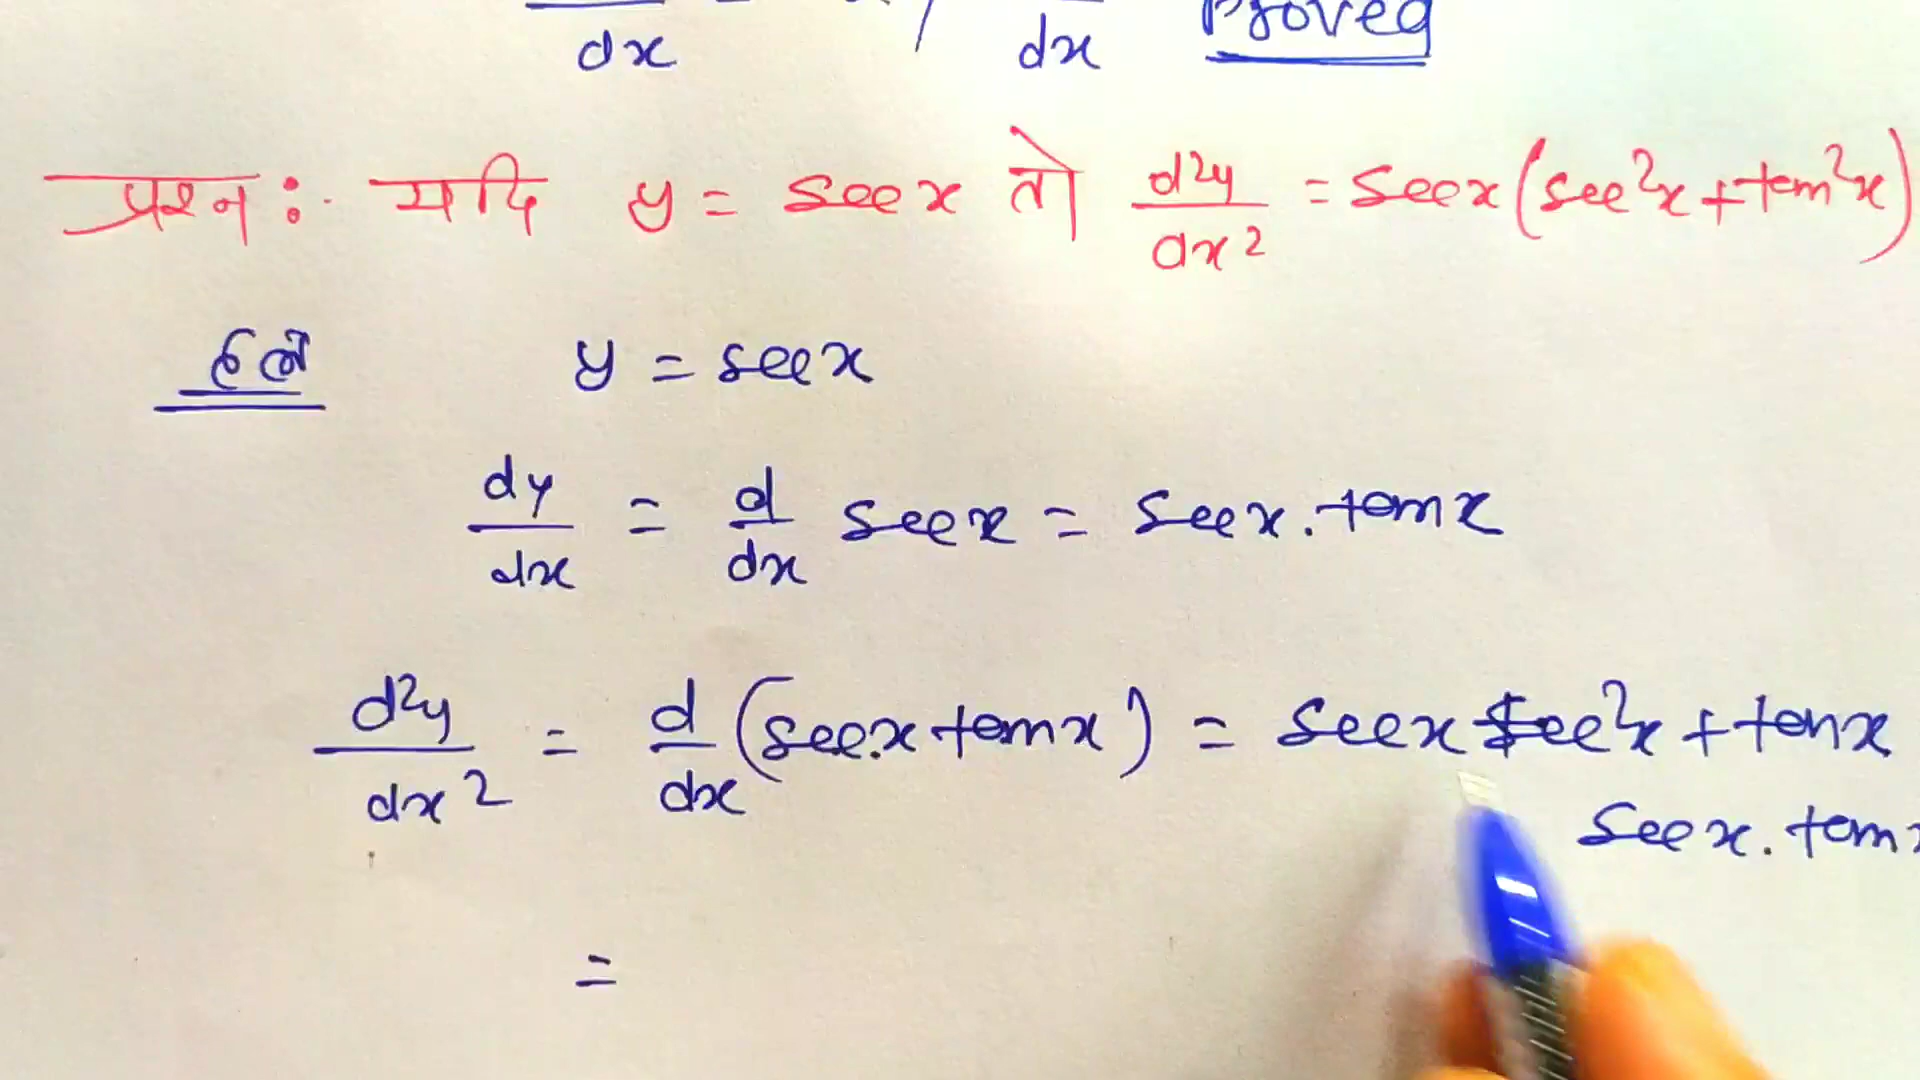 dx / dx Proved
प्रश्न:- यदि y = secx तो d²y/dx² = secx(sec²x+tan²x)
हल y = secx
dy/dx = d/dx secx = secx.tanx
d²y/dx² = d/dx (secx tanx) = secx sec²x + tanx
secx.tanx
=